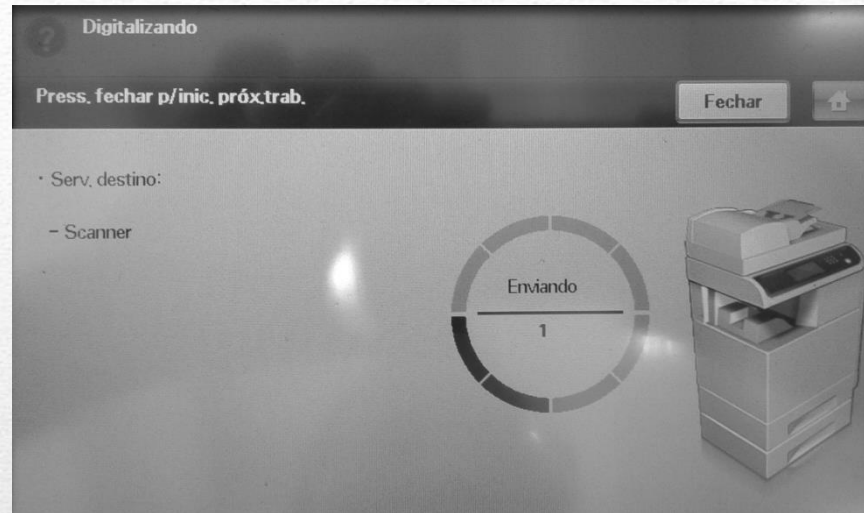 Digitalizando
Press. fechar p/inic. próx.trab.
Fechar
· Serv. destino:
- Scanner
Enviando
1